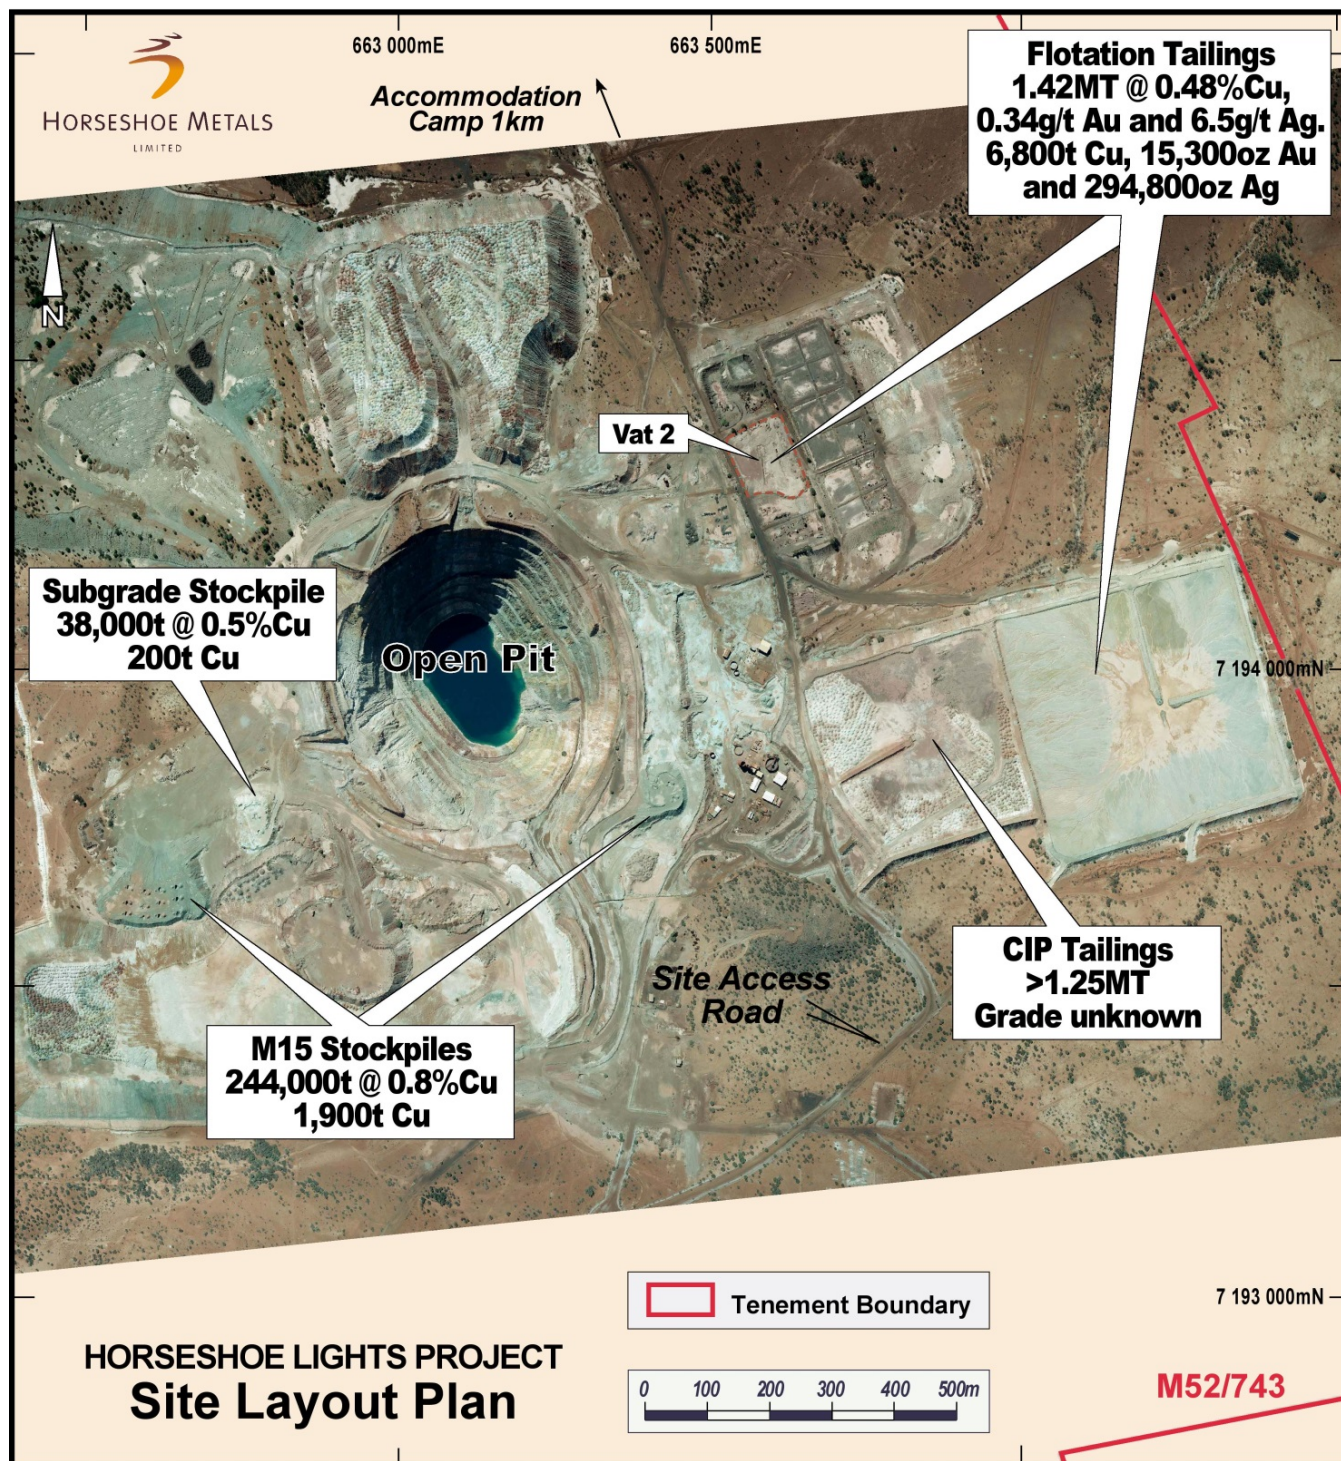 663 000mE
663 500mE
HORSESHOE METALS
LIMITED
Accommodation
Camp 1km
Flotation Tailings
1.42MT @ 0.48%Cu,
0.34g/t Au and 6.5g/t Ag.
6,800t Cu, 15,300oz Au
and 294,800oz Ag
N
Vat 2
Subgrade Stockpile
38,000t @ 0.5%Cu
200t Cu
Open Pit
7 194 000mN
CIP Tailings
>1.25MT
Grade unknown
Site Access
Road
M15 Stockpiles
244,000t @ 0.8%Cu
1,900t Cu
Tenement Boundary
7 193 000mN
HORSESHOE LIGHTS PROJECT
Site Layout Plan
0 100 200 300 400 500m
M52/743